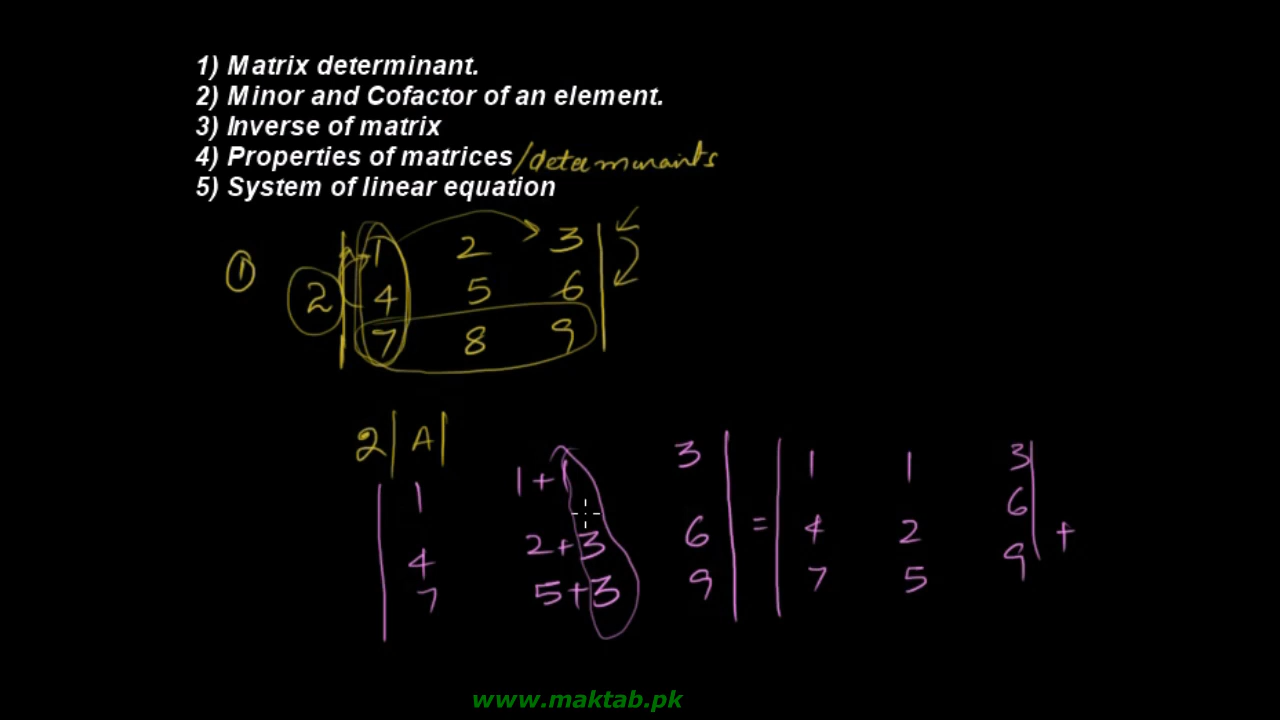 1) Matrix determinant.
2) Minor and Cofactor of an element.
3) Inverse of matrix
4) Properties of matrices/determinants
5) System of linear equation
① 2 | 1 2 3 |
4 5 6
7 8 9
2|A|
| 1 1+1 3 | = | 1 1 3 | +
4 2+3 6 4 2 6
7 5+3 9 7 5 9
www.maktab.pk